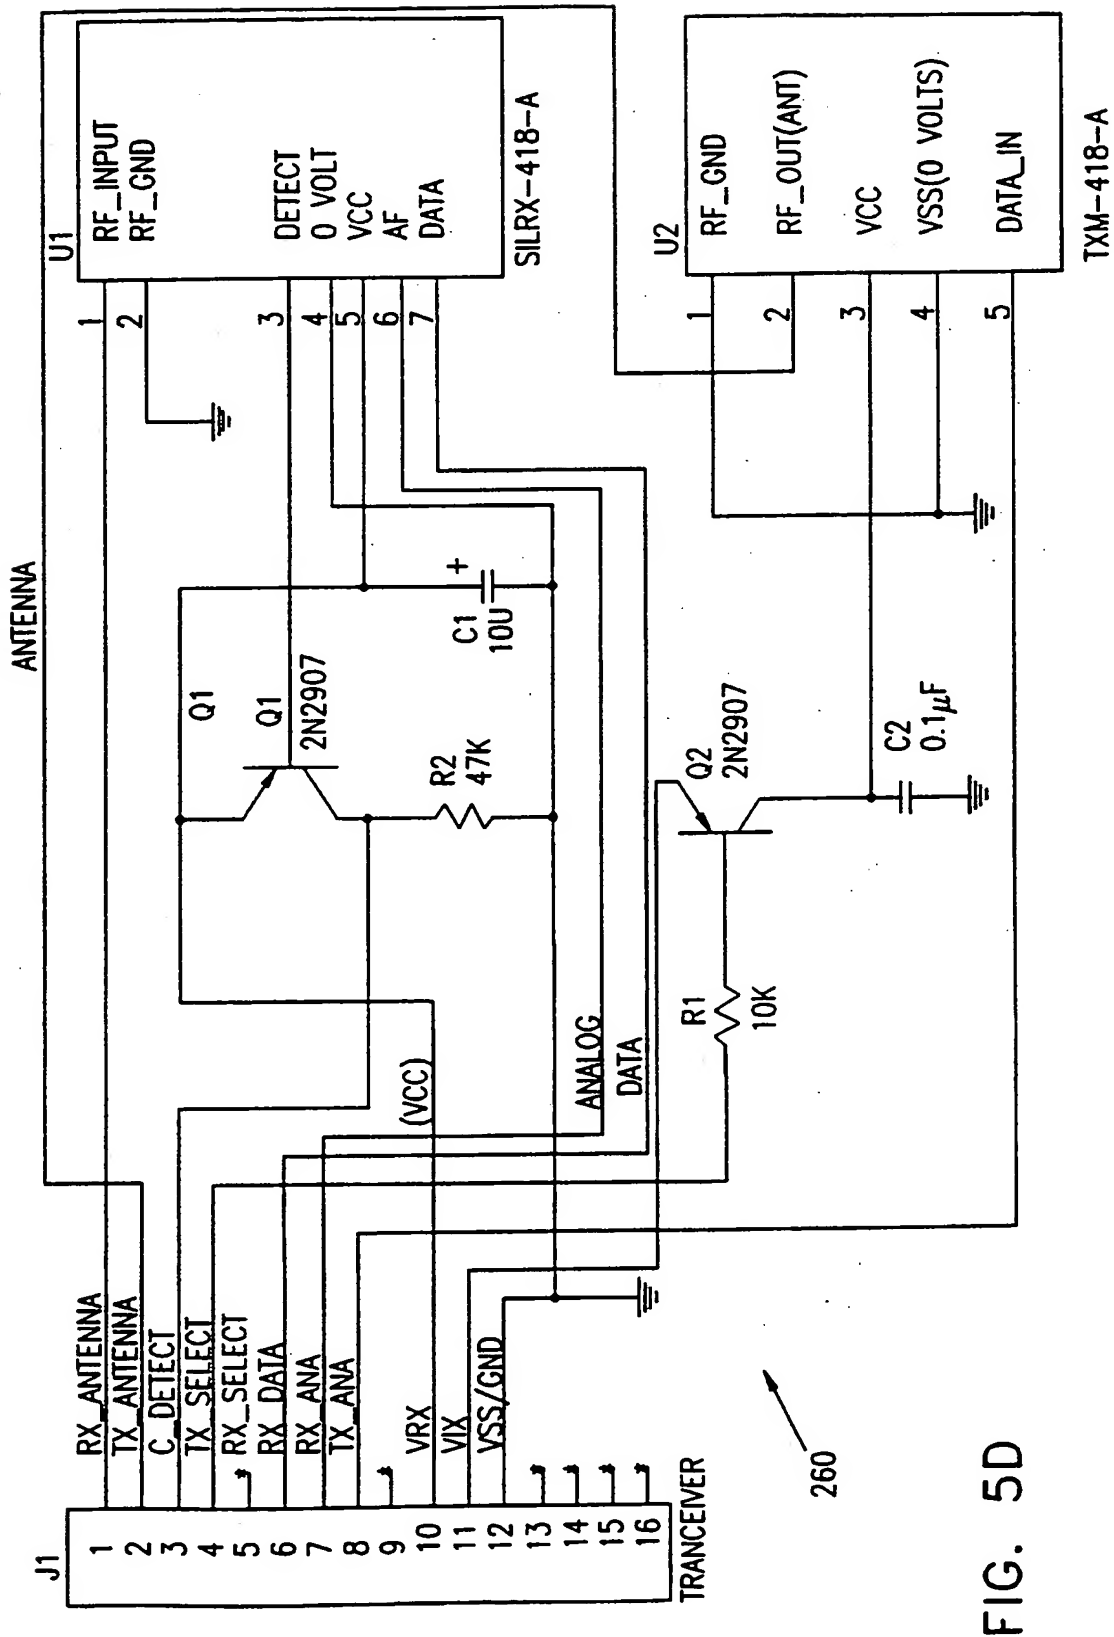 ANTENNA
J1
1
2
3
4
5
6
7
8
9
10
11
12
13
14
15
16
TRANCEIVER
RX_ANTENNA
TX_ANTENNA
C_DETECT
TX_SELECT
RX_SELECT
RX_DATA
RX_ANA
TX_ANA
VRX
VIX
VSS/GND
(VCC)
ANALOG
DATA
Q1
Q1
2N2907
R2
47K
C1
10U
+
U1
1
2
3
4
5
6
7
RF_INPUT
RF_GND
DETECT
0 VOLT
VCC
AF
DATA
SILRX-418-A
R1
10K
Q2
2N2907
C2
0.1µF
U2
1
2
3
4
5
RF_GND
RF_OUT(ANT)
VCC
VSS(0 VOLTS)
DATA_IN
TXM-418-A
260
FIG. 5D